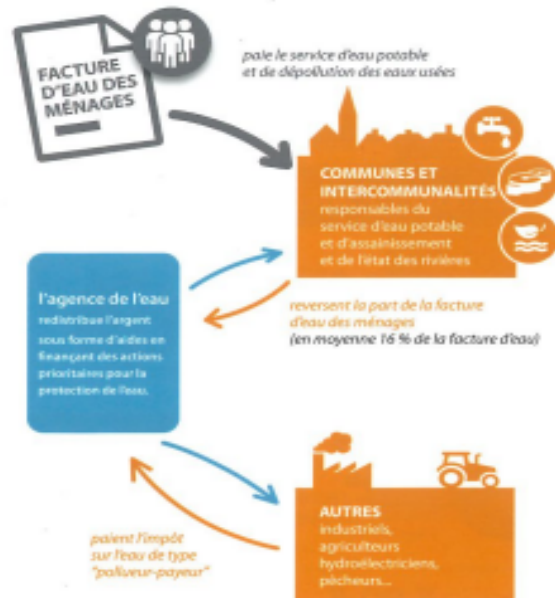 FACTURE
D'EAU DES
MÉNAGES
paie le service d'eau potable
et de dépollution des eaux usées
COMMUNES ET
INTERCOMMUNALITÉS
responsables du
service d'eau potable
et d'assainissement
et de l'état des rivières
l'agence de l'eau
redistribue l'argent
sous forme d'aides en
finançant des actions
prioritaires pour la
protection de l'eau.
reversent la part de la facture
d'eau des ménages
(en moyenne 16 % de la facture d'eau)
paient l'impôt
sur l'eau de type
"pollueur-payeur"
AUTRES
industriels,
agriculteurs
hydroélectriciens,
pêcheurs...